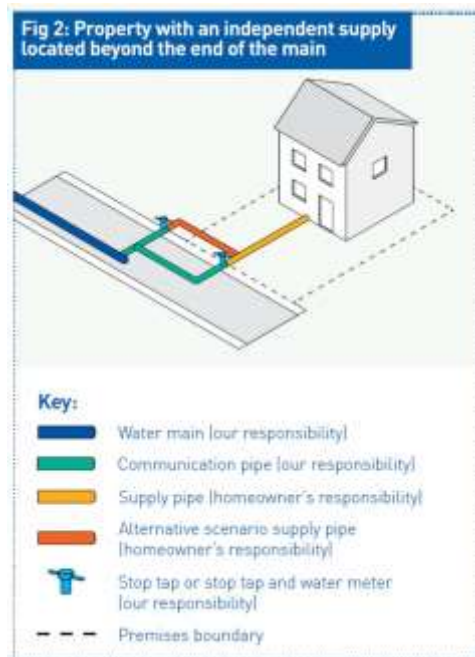 Fig 2: Property with an independent supply
located beyond the end of the main
Key:
Water main (our responsibility)
Communication pipe (our responsibility)
Supply pipe (homeowner's responsibility)
Alternative scenario supply pipe
(homeowner's responsibility)
Stop tap or stop tap and water meter
(our responsibility)
Premises boundary